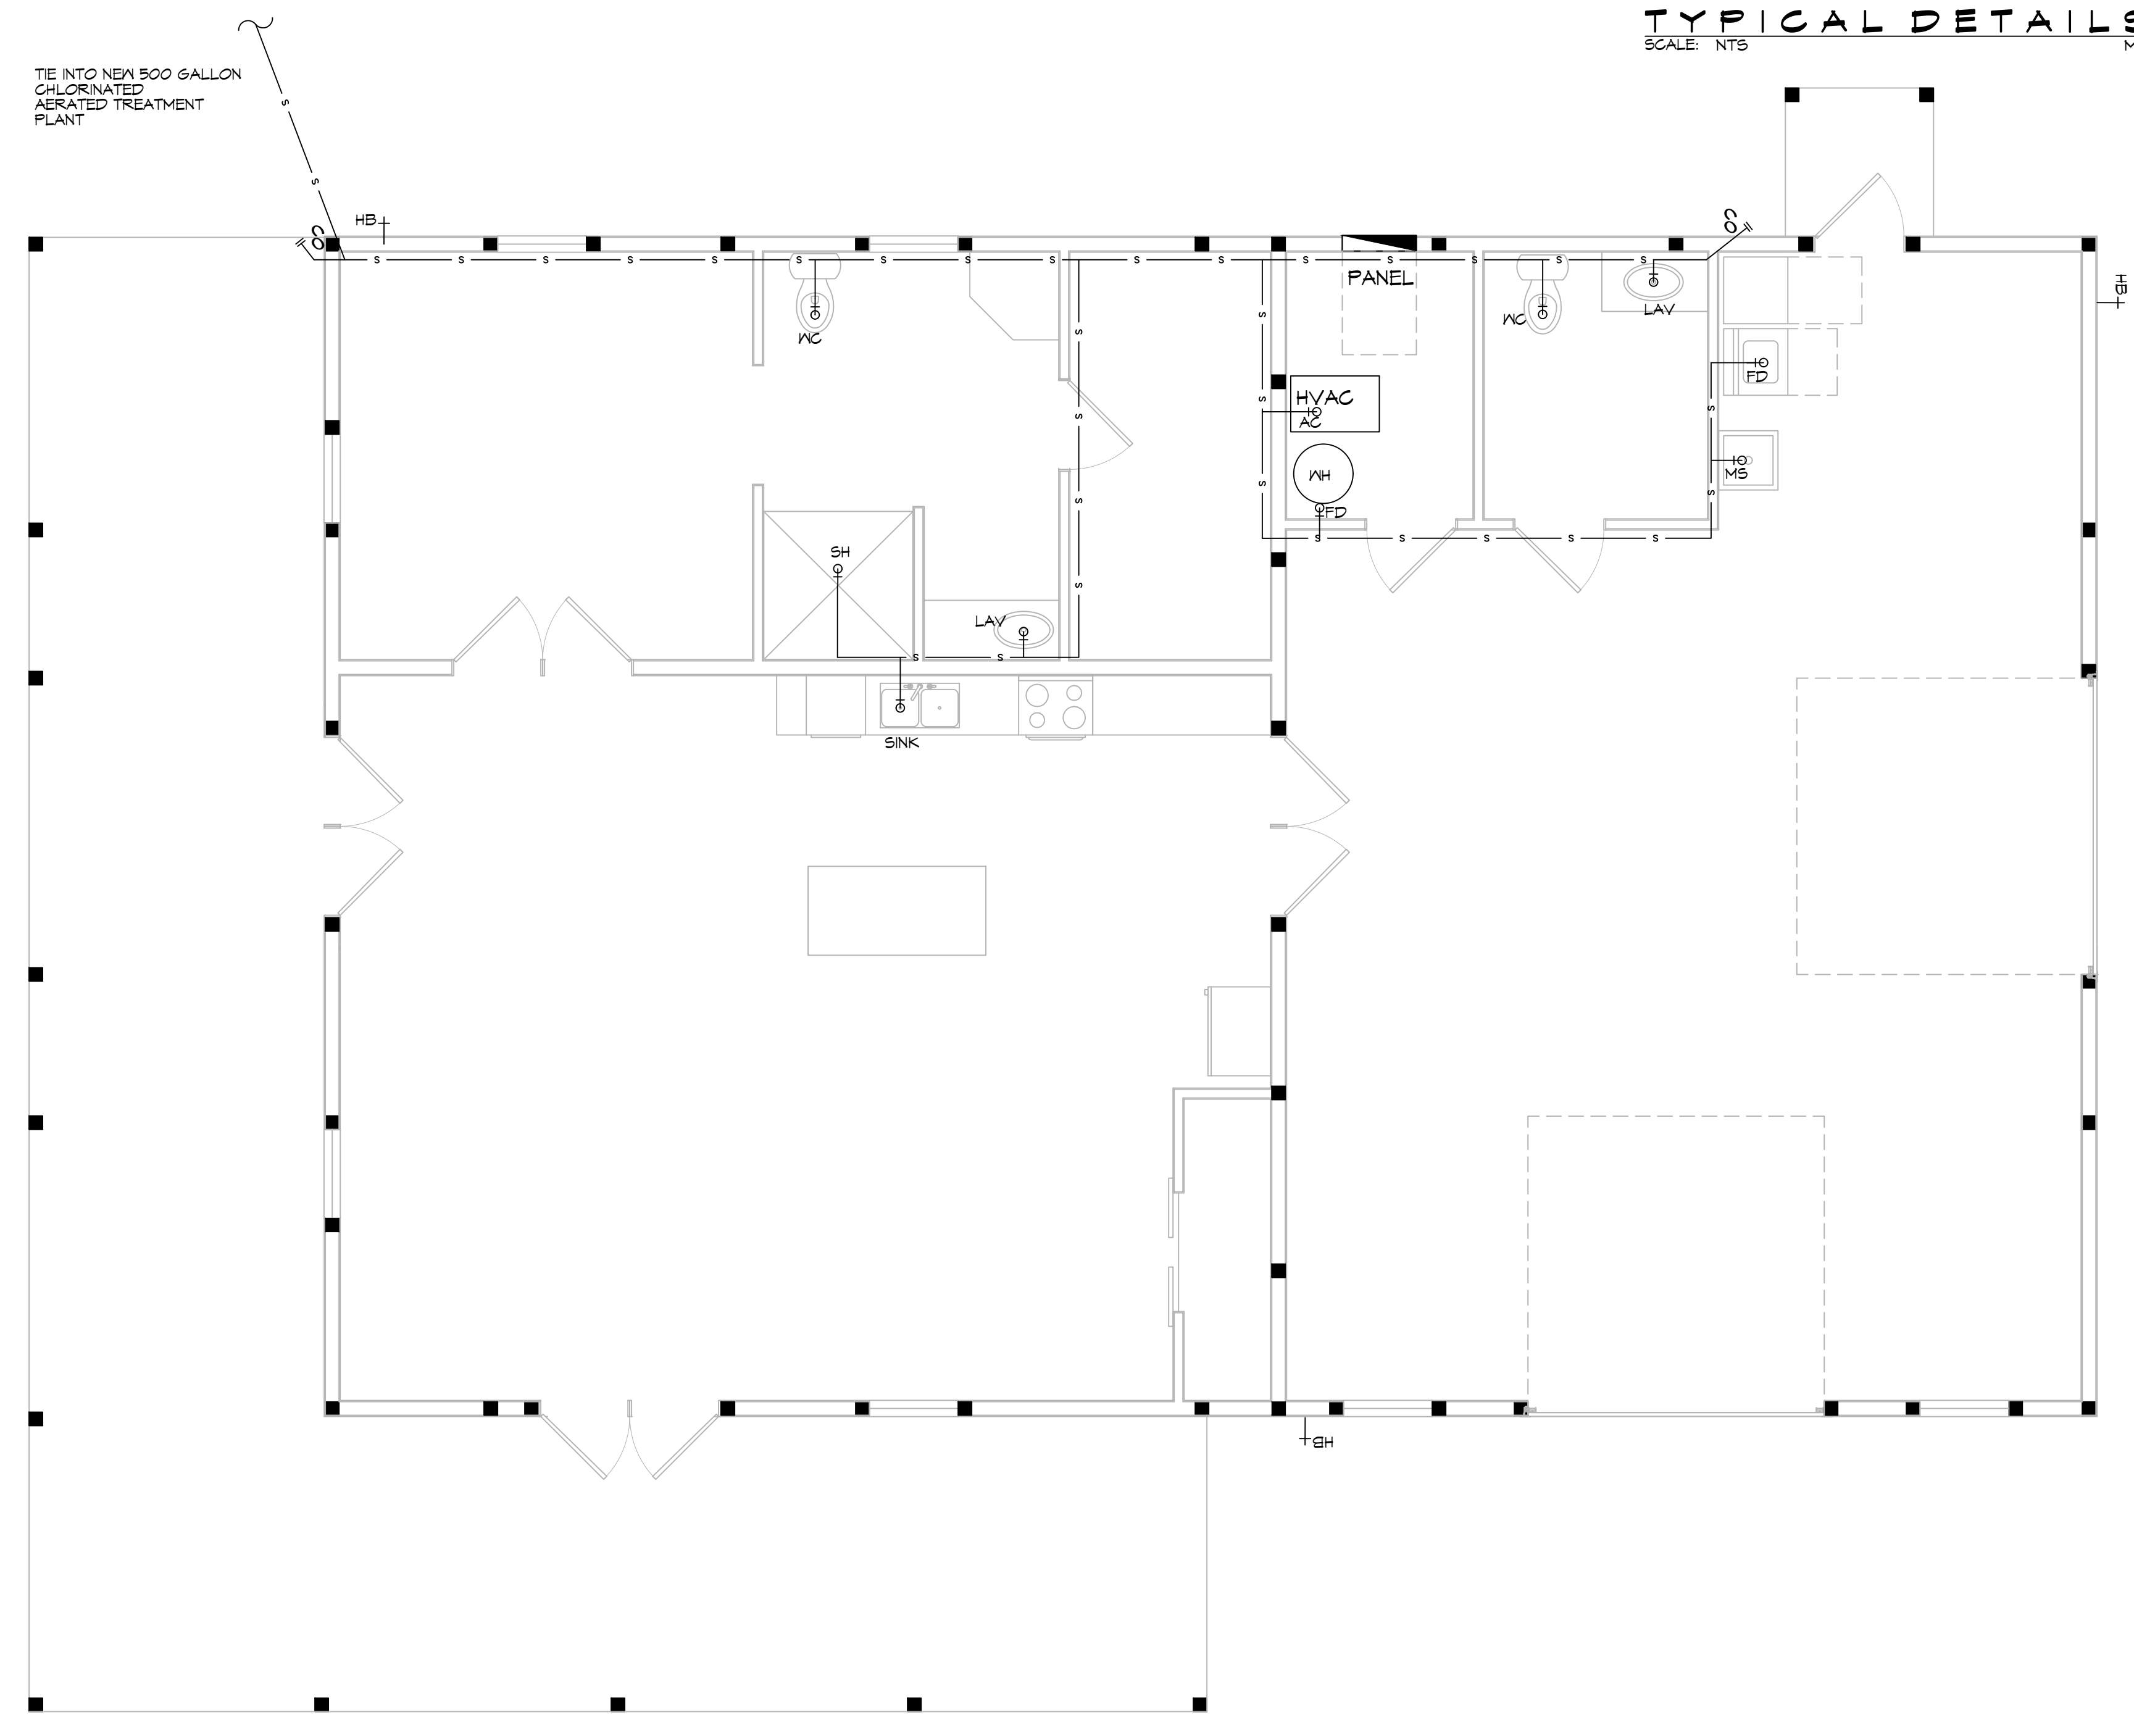 TYPICAL DETAILS
SCALE: NTS
M
TIE INTO NEW 500 GALLON
CHLORINATED
AERATED TREATMENT
PLANT
S
S
HB
CO
CO
S S S S S S S S S S S S S S S S
PANEL
HB
WC
WC
LAV
S
S
S
S
S
S
HVAC
AC
FD
S
S
WH
MS
FD
S S S S S
S
SH
LAV
S S
SINK
HB